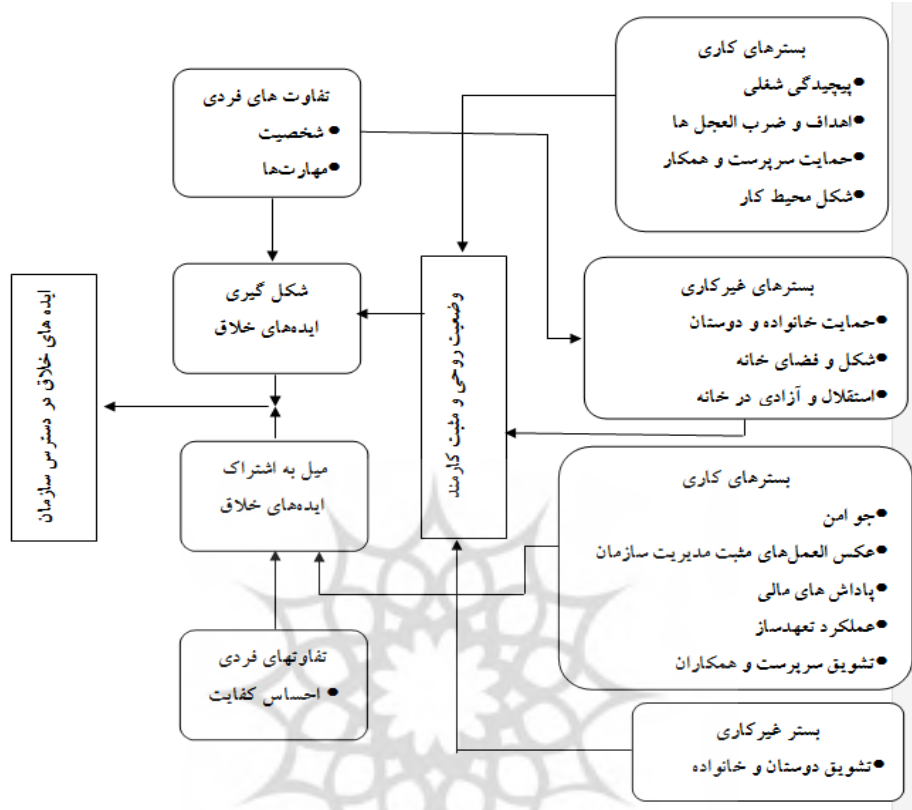 بسترهای کاری
●پیچیدگی شغلی
●اهداف و ضرب العجل ها
●حمایت سرپرست و همکار
●شکل محیط کار
تفاوت های فردی
● شخصیت
●مهارت‌ها
بسترهای غیرکاری
●حمایت خانواده و دوستان
●شکل و فضای خانه
●استقلال و آزادی در خانه
وضعیت روحی و مثبت کارمند
شکل گیری
ایده‌های خلاق
ایده های خلاق در دسترس سازمان
میل به اشتراک
ایده‌های خلاق
بسترهای کاری
●جو امن
●عکس العمل‌های مثبت مدیریت سازمان
●پاداش های مالی
●عملکرد تعهدساز
●تشویق سرپرست و همکاران
تفاوتهای فردی
● احساس کفایت
بستر غیرکاری
●تشویق دوستان و خانواده